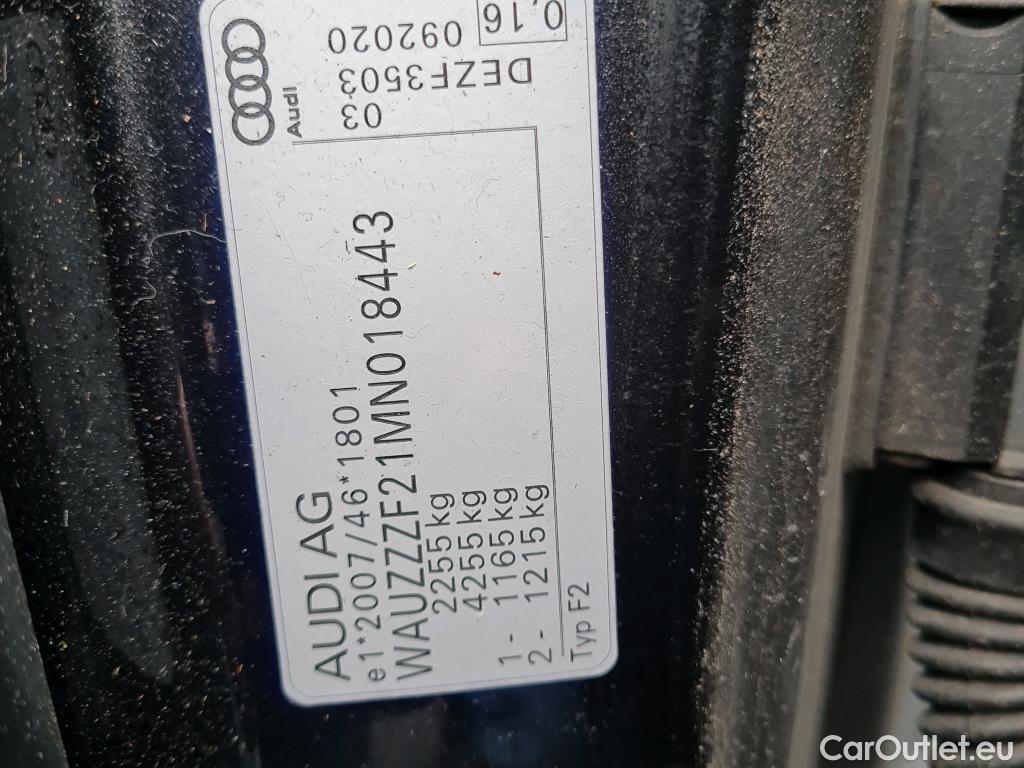 AUDI AG
e1*2007/46*1801
WAUZZZF21MN018443
2255 kg
4255 kg
1 - 1165 kg
2 - 1215 kg
Typ F2
Audi
03
DEZF3503
092020
0,16
CarOutlet.eu